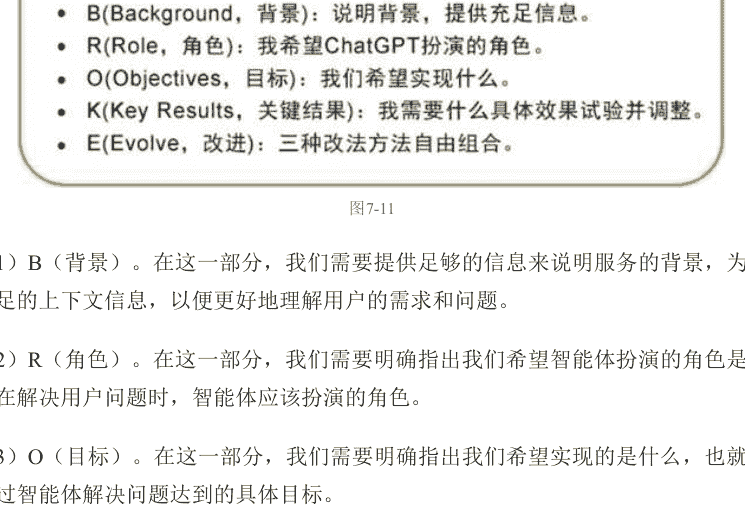 • B(Background，背景)：说明背景，提供充足信息。
• R(Role，角色)：我希望ChatGPT扮演的角色。
• O(Objectives，目标)：我们希望实现什么。
• K(Key Results，关键结果)：我需要什么具体效果试验并调整。
• E(Evolve，改进)：三种改法方法自由组合。
图7-11
1）B（背景）。在这一部分，我们需要提供足够的信息来说明服务的背景，为
足的上下文信息，以便更好地理解用户的需求和问题。
2）R（角色）。在这一部分，我们需要明确指出我们希望智能体扮演的角色是
在解决用户问题时，智能体应该扮演的角色。
3）O（目标）。在这一部分，我们需要明确指出我们希望实现的是什么，也就
过智能体解决问题达到的具体目标。